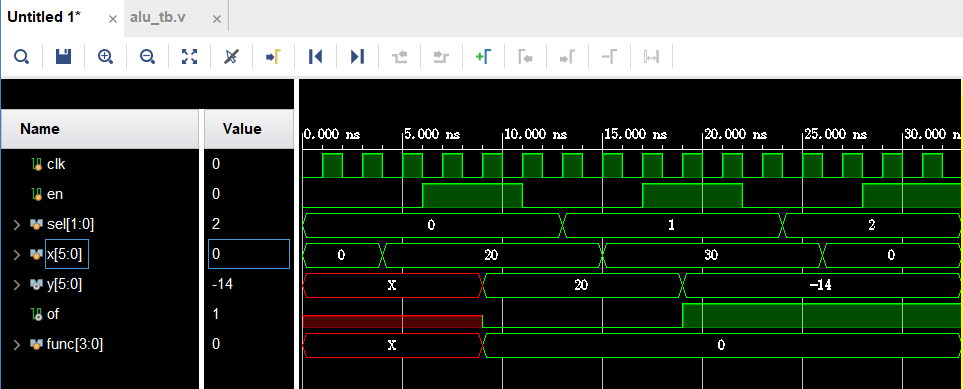 Untitled 1* × alu_tb.v ×
Name Value
0.000 ns 5.000 ns 10.000 ns 15.000 ns 20.000 ns 25.000 ns 30.000 ns
clk 0
en 0
sel[1:0] 2 0 1 2
x[5:0] 0 0 20 30 0
y[5:0] -14 X 20 -14
of 1
func[3:0] 0 X 0